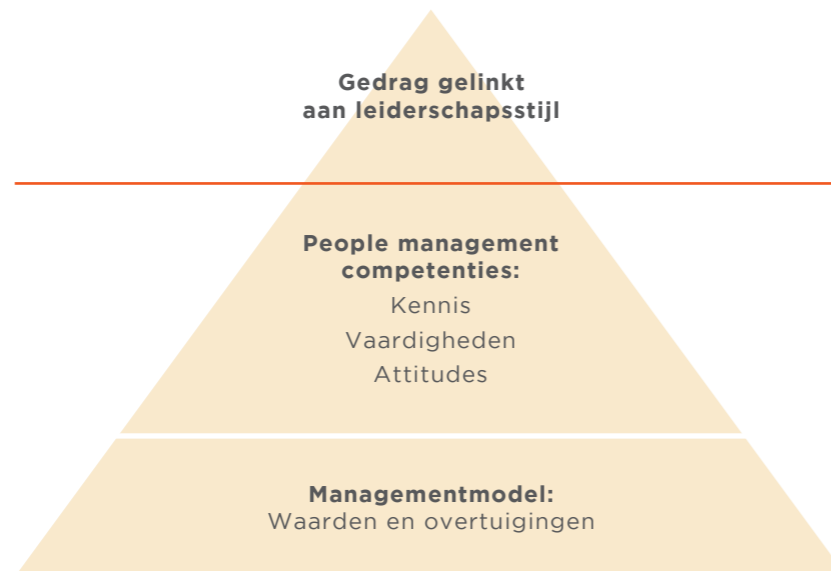 Gedrag gelinkt
aan leiderschapsstijl
People management
competenties:
Kennis
Vaardigheden
Attitudes
Managementmodel:
Waarden en overtuigingen